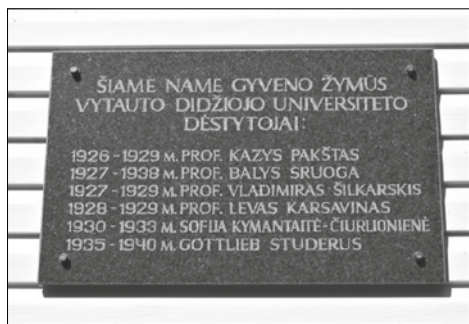 ŠIAME NAME GYVENO ŽYMŪS
VYTAUTO DIDŽIOJO UNIVERSITETO
DĖSTYTOJAI:
1926-1929 M. PROF. KAZYS PAKŠTAS
1927-1938 M. PROF. BALYS SRUOGA
1927-1929 M. PROF. VLADIMIRAS ŠILKARSKIS
1928-1929 M. PROF. LEVAS KARSAVINAS
1930-1933 M. SOFIJA KYMANTAITĖ-ČIURLIONIENĖ
1935-1940 M. GOTTLIEB STUDERUS